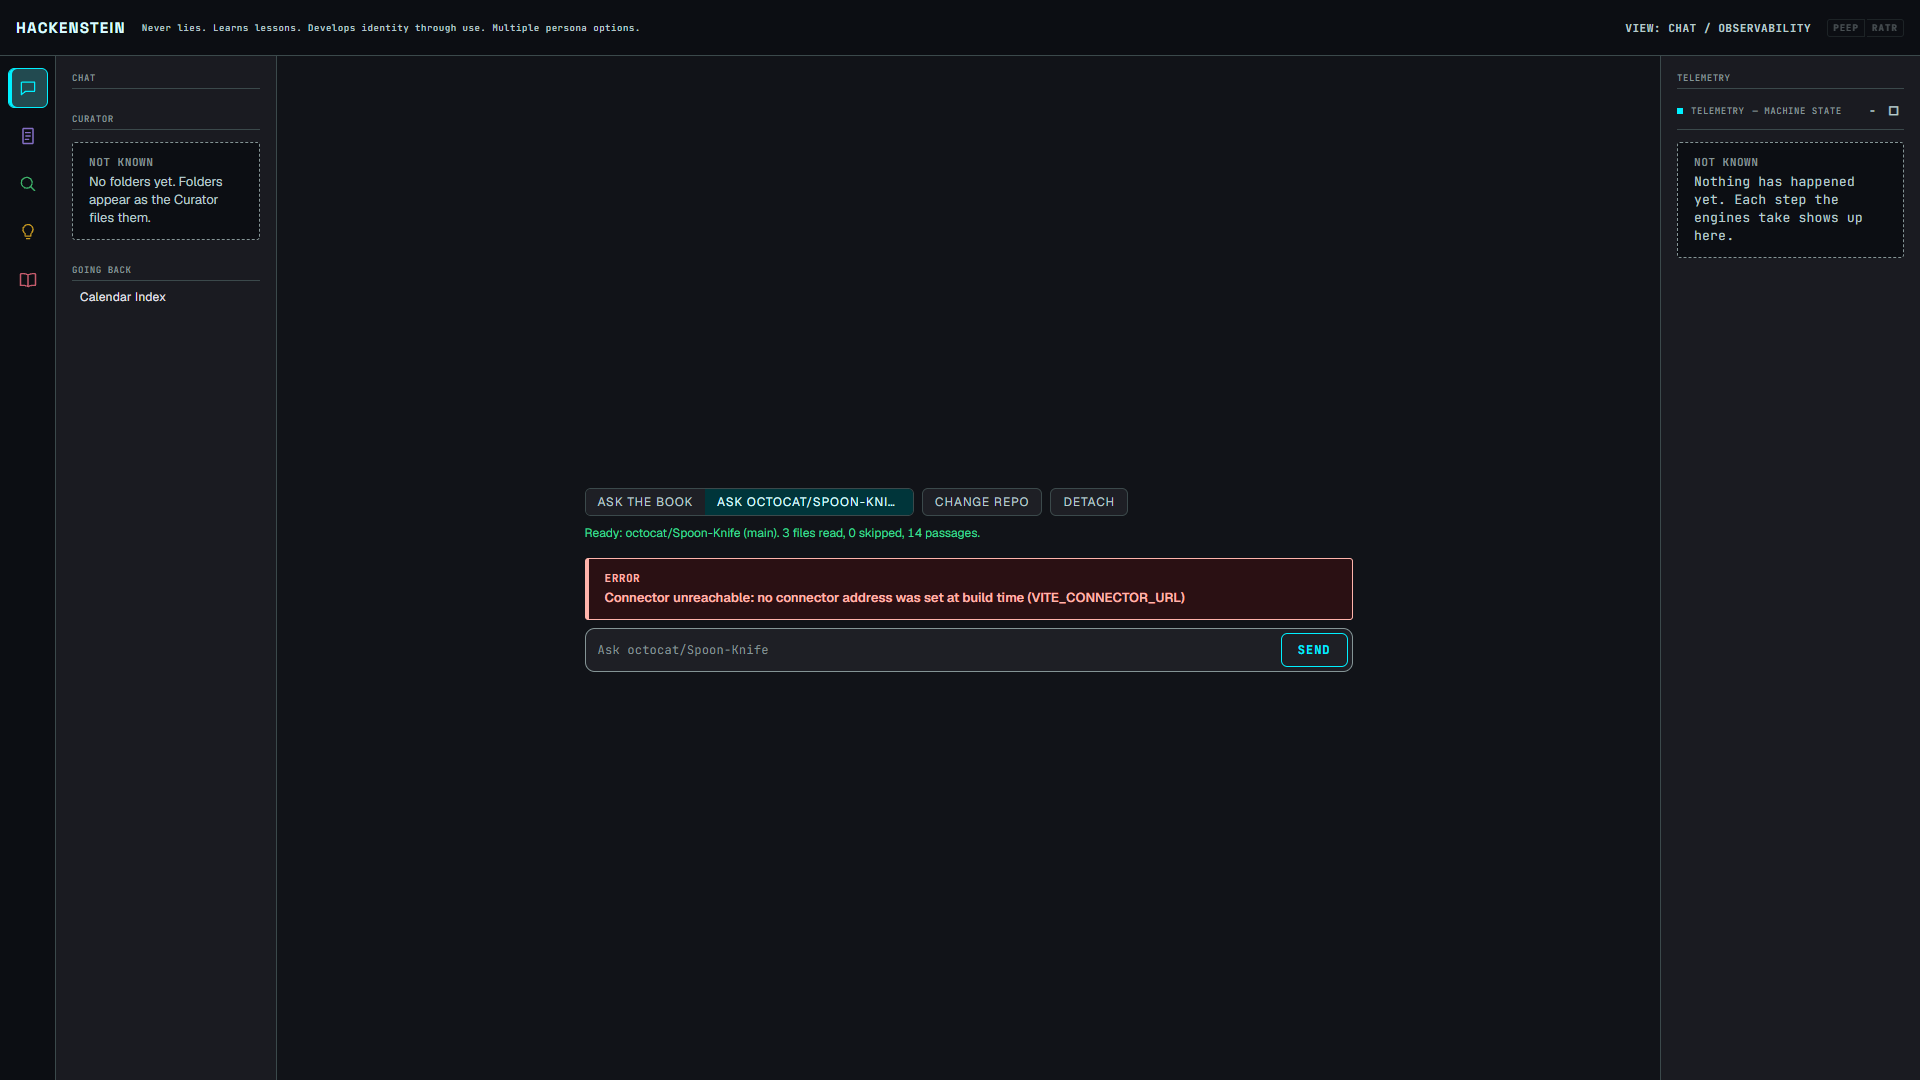 HACKENSTEIN
Never lies. Learns lessons. Develops identity through use. Multiple persona options.
VIEW: CHAT / OBSERVABILITY
PEEP
RATR
CHAT
CURATOR
NOT KNOWN
No folders yet. Folders
appear as the Curator
files them.
GOING BACK
Calendar Index
ASK THE BOOK
ASK OCTOCAT/SPOON-KNI…
CHANGE REPO
DETACH
Ready: octocat/Spoon-Knife (main). 3 files read, 0 skipped, 14 passages.
ERROR
Connector unreachable: no connector address was set at build time (VITE_CONNECTOR_URL)
Ask octocat/Spoon-Knife
SEND
TELEMETRY
TELEMETRY — MACHINE STATE
NOT KNOWN
Nothing has happened
yet. Each step the
engines take shows up
here.